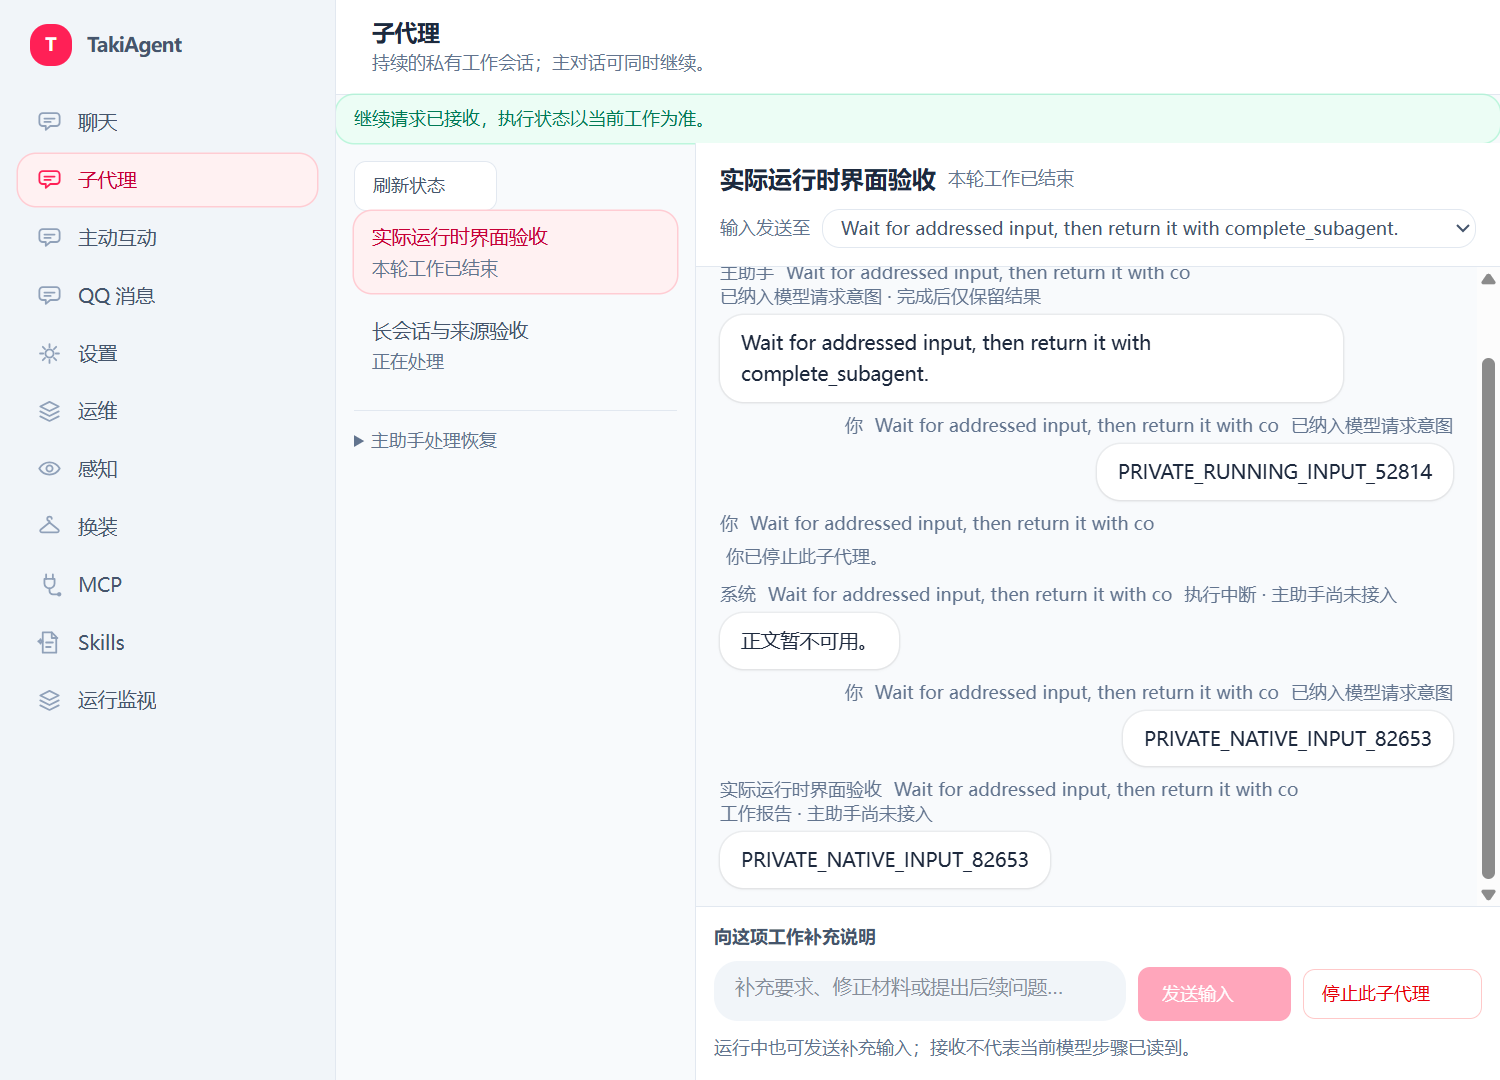 T TakiAgent
聊天
子代理
主动互动
QQ 消息
设置
运维
感知
换装
MCP
Skills
运行监视
子代理
持续的私有工作会话；主对话可同时继续。
继续请求已接收，执行状态以当前工作为准。
刷新状态
实际运行时界面验收
本轮工作已结束
长会话与来源验收
正在处理
主助手处理恢复
实际运行时界面验收 本轮工作已结束
输入发送至 Wait for addressed input, then return it with complete_subagent.
主助手 Wait for addressed input, then return it with co
已纳入模型请求意图 · 完成后仅保留结果
Wait for addressed input, then return it with
complete_subagent.
你 Wait for addressed input, then return it with co 已纳入模型请求意图
PRIVATE_RUNNING_INPUT_52814
你 Wait for addressed input, then return it with co
你已停止此子代理。
系统 Wait for addressed input, then return it with co 执行中断 · 主助手尚未接入
正文暂不可用。
你 Wait for addressed input, then return it with co 已纳入模型请求意图
PRIVATE_NATIVE_INPUT_82653
实际运行时界面验收 Wait for addressed input, then return it with co
工作报告 · 主助手尚未接入
PRIVATE_NATIVE_INPUT_82653
向这项工作补充说明
补充要求、修正材料或提出后续问题...
发送输入
停止此子代理
运行中也可发送补充输入；接收不代表当前模型步骤已读到。